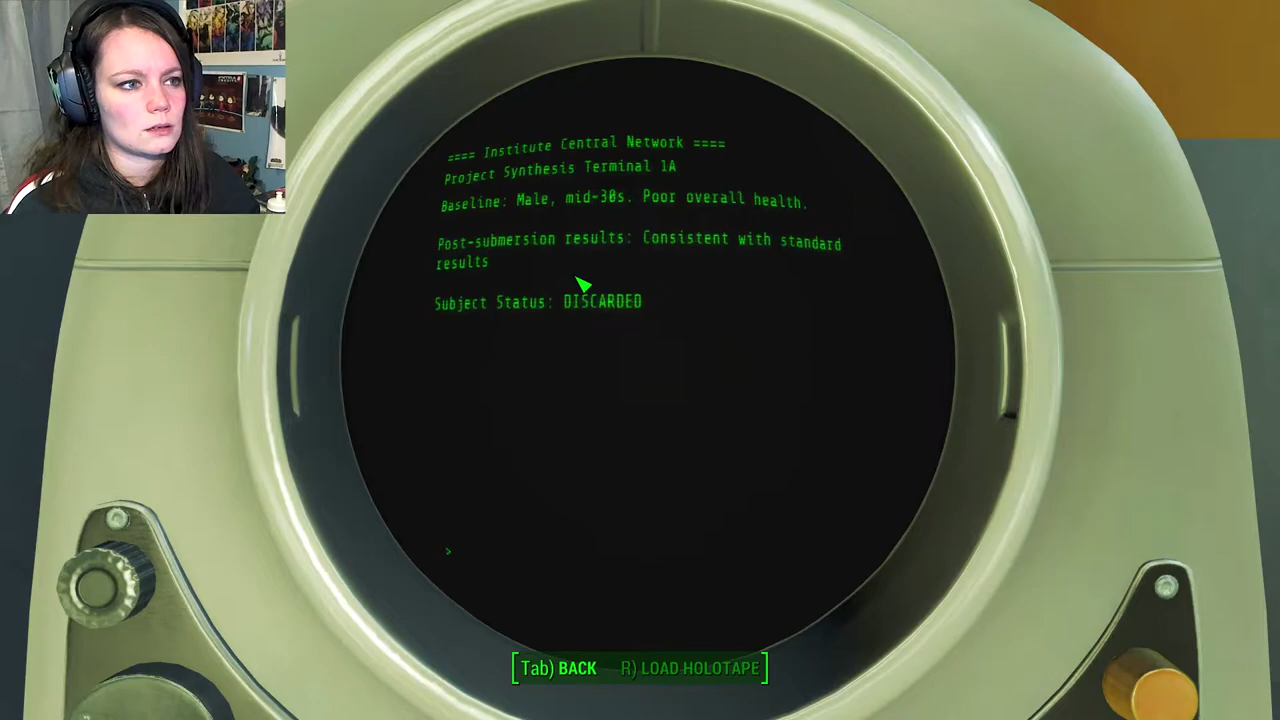 ==== Institute Central Network ====
Project Synthesis Terminal 1A
Baseline: Male, mid-30s. Poor overall health.
Post-submersion results: Consistent with standard
results
Subject Status: DISCARDED
>
[Tab) BACK R) LOAD HOLOTAPE]